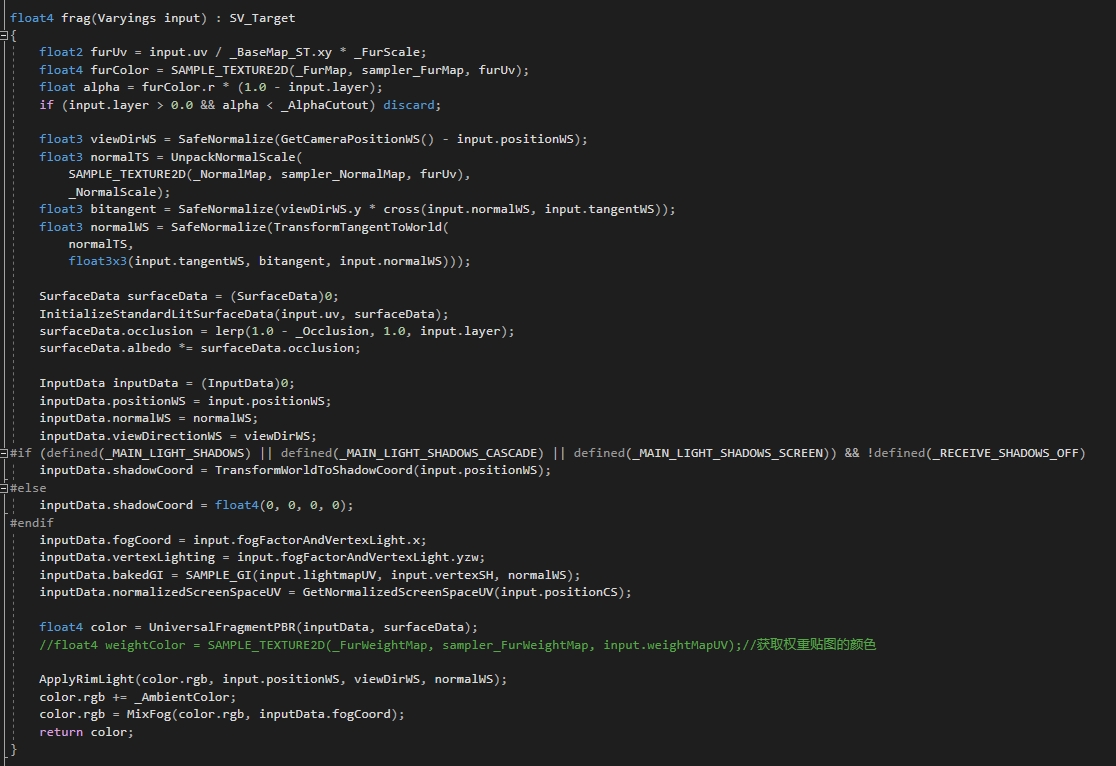 float4 frag(Varyings input) : SV_Target
{
float2 furUv = input.uv / _BaseMap_ST.xy * _FurScale;
float4 furColor = SAMPLE_TEXTURE2D(_FurMap, sampler_FurMap, furUv);
float alpha = furColor.r * (1.0 - input.layer);
if (input.layer > 0.0 && alpha < _AlphaCutout) discard;
float3 viewDirWS = SafeNormalize(GetCameraPositionWS() - input.positionWS);
float3 normalTS = UnpackNormalScale(
SAMPLE_TEXTURE2D(_NormalMap, sampler_NormalMap, furUv),
_NormalScale);
float3 bitangent = SafeNormalize(viewDirWS.y * cross(input.normalWS, input.tangentWS));
float3 normalWS = SafeNormalize(TransformTangentToWorld(
normalTS,
float3x3(input.tangentWS, bitangent, input.normalWS)));
SurfaceData surfaceData = (SurfaceData)0;
InitializeStandardLitSurfaceData(input.uv, surfaceData);
surfaceData.occlusion = lerp(1.0 - _Occlusion, 1.0, input.layer);
surfaceData.albedo *= surfaceData.occlusion;
InputData inputData = (InputData)0;
inputData.positionWS = input.positionWS;
inputData.normalWS = normalWS;
inputData.viewDirectionWS = viewDirWS;
#if (defined(_MAIN_LIGHT_SHADOWS) || defined(_MAIN_LIGHT_SHADOWS_CASCADE) || defined(_MAIN_LIGHT_SHADOWS_SCREEN)) && !defined(_RECEIVE_SHADOWS_OFF)
inputData.shadowCoord = TransformWorldToShadowCoord(input.positionWS);
#else
inputData.shadowCoord = float4(0, 0, 0, 0);
#endif
inputData.fogCoord = input.fogFactorAndVertexLight.x;
inputData.vertexLighting = input.fogFactorAndVertexLight.yzw;
inputData.bakedGI = SAMPLE_GI(input.lightmapUV, input.vertexSH, normalWS);
inputData.normalizedScreenSpaceUV = GetNormalizedScreenSpaceUV(input.positionCS);
float4 color = UniversalFragmentPBR(inputData, surfaceData);
//float4 weightColor = SAMPLE_TEXTURE2D(_FurWeightMap, sampler_FurWeightMap, input.weightMapUV);//获取权重贴图的颜色
ApplyRimLight(color.rgb, input.positionWS, viewDirWS, normalWS);
color.rgb += _AmbientColor;
color.rgb = MixFog(color.rgb, inputData.fogCoord);
return color;
}